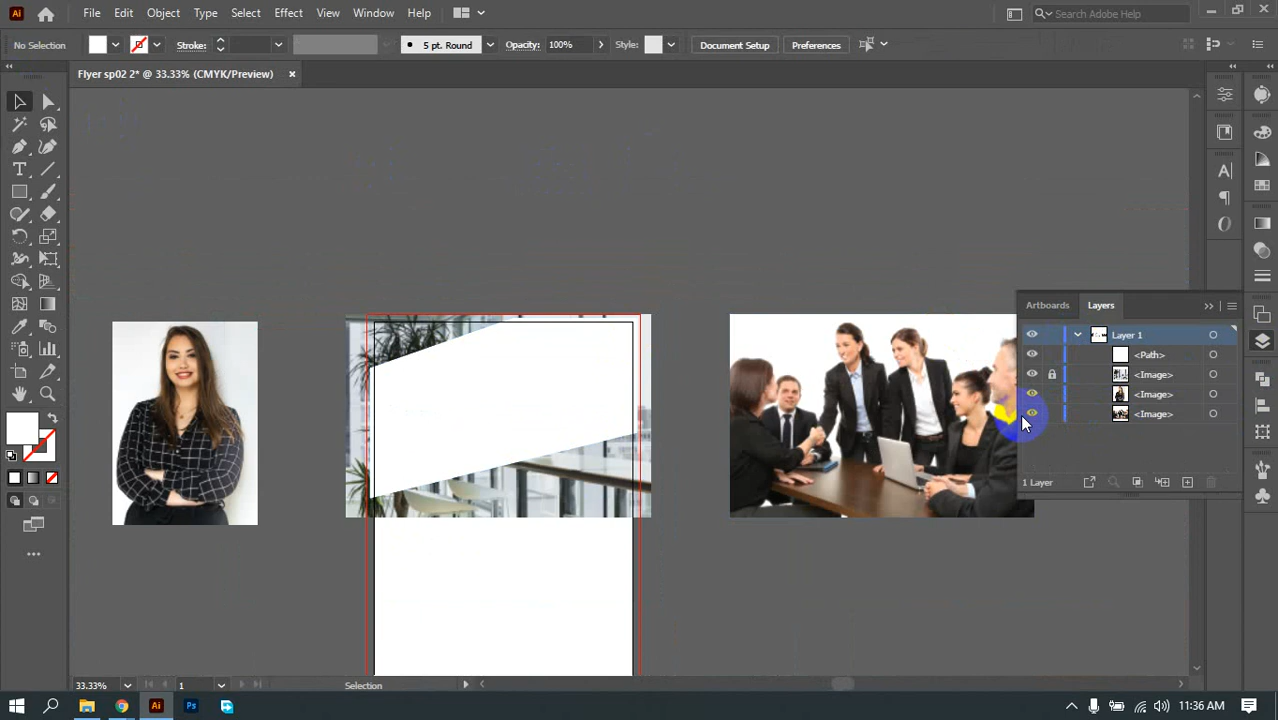 Ai File Edit Object Type Select Effect View Window Help Search Adobe Help
No Selection Stroke: 5 pt. Round Opacity: 100% Style: Document Setup Preferences
Flyer sp02 2* @ 33.33% (CMYK/Preview)
Artboards Layers
Layer 1
<Path>
<Image>
<Image>
<Image>
1 Layer
33.33% 1 Selection
Ai Ps 11:36 AM